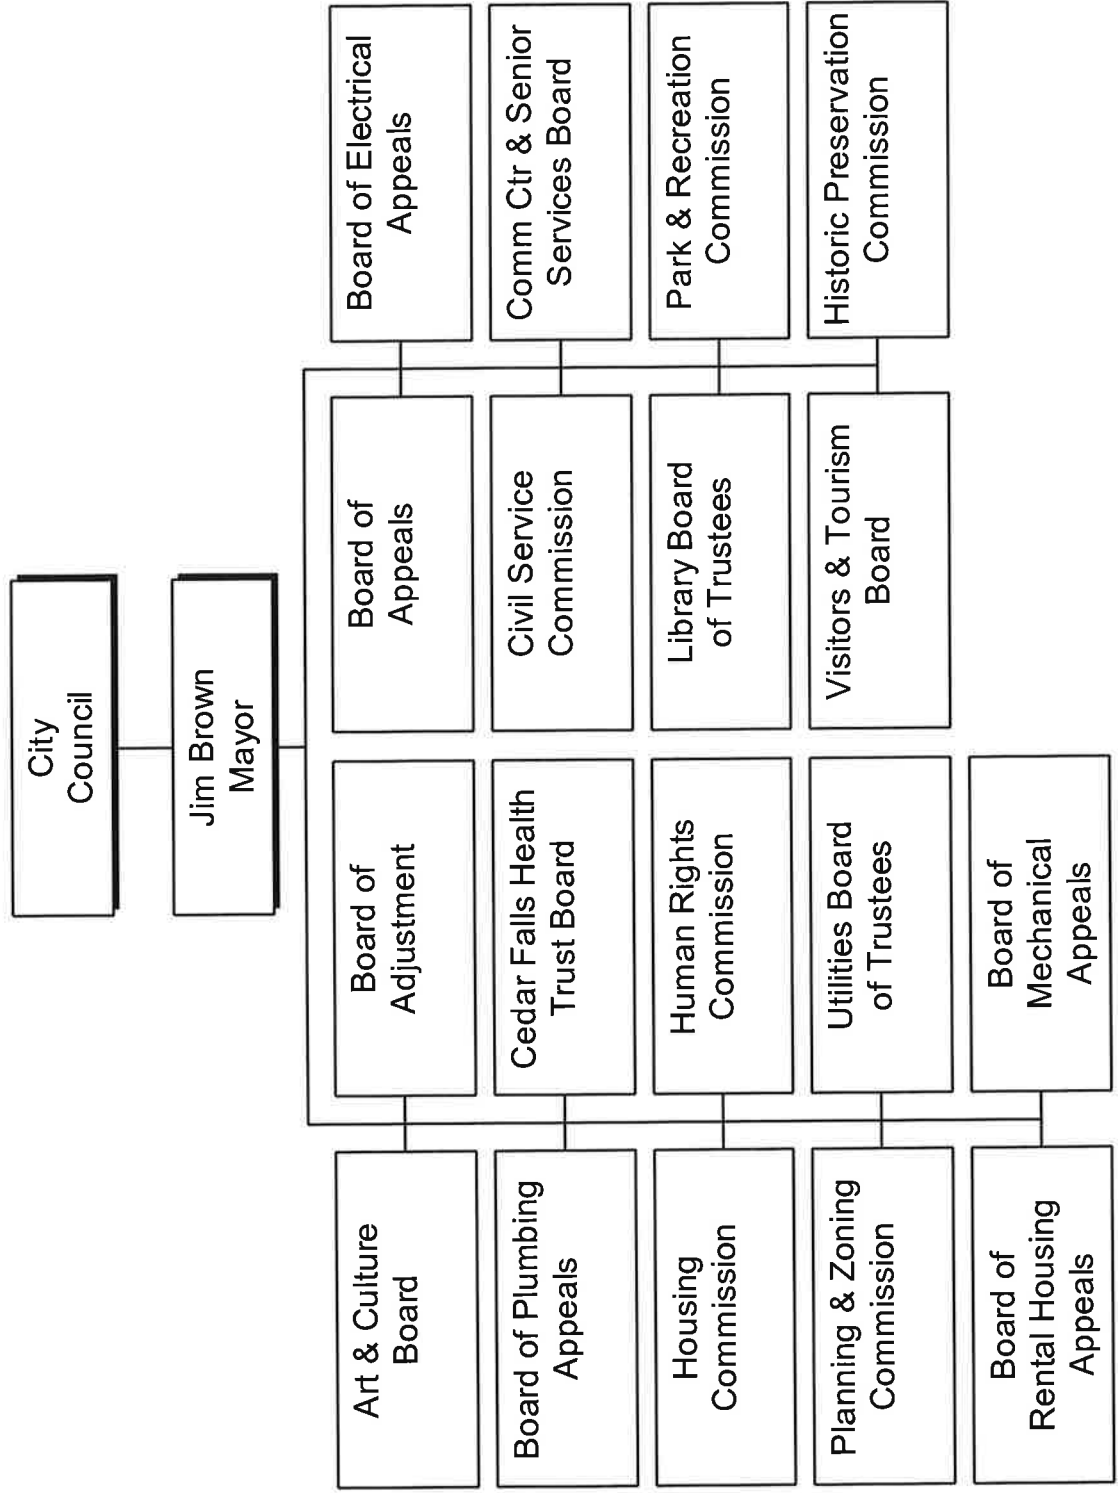 City
Council
Jim Brown
Mayor
Art & Culture
Board
Board of
Adjustment
Board of
Appeals
Board of Electrical
Appeals
Board of Plumbing
Appeals
Cedar Falls Health
Trust Board
Civil Service
Commission
Comm Ctr & Senior
Services Board
Housing
Commission
Human Rights
Commission
Library Board
of Trustees
Park & Recreation
Commission
Planning & Zoning
Commission
Utilities Board
of Trustees
Visitors & Tourism
Board
Historic Preservation
Commission
Board of
Rental Housing
Appeals
Board of
Mechanical
Appeals